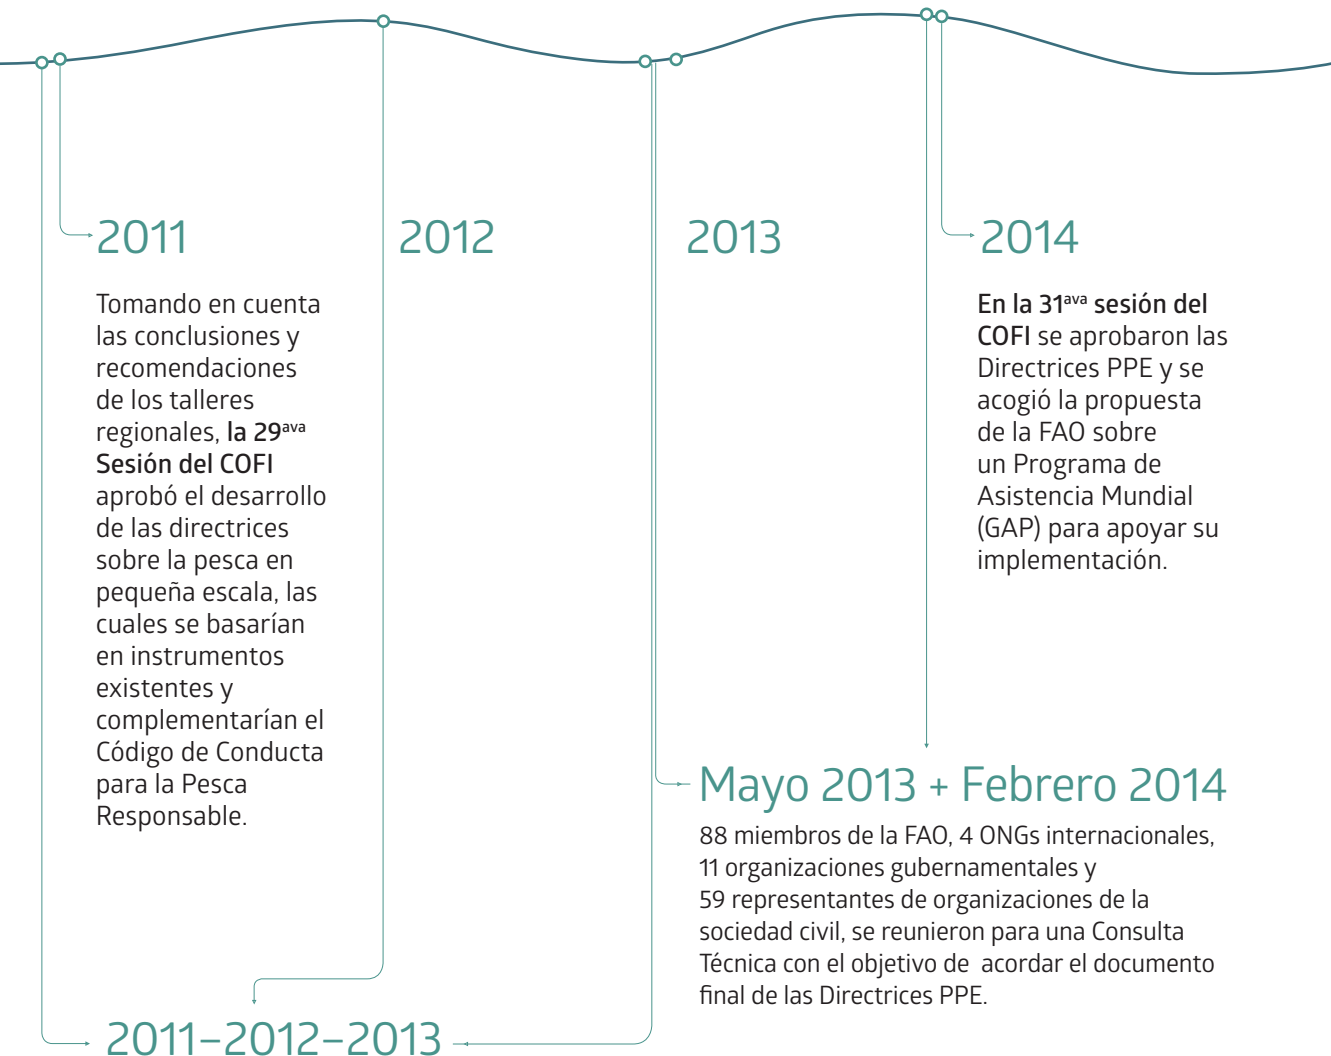 2011
Tomando en cuenta
las conclusiones y
recomendaciones
de los talleres
regionales, la 29ava
Sesión del COFI
aprobó el desarrollo
de las directrices
sobre la pesca en
pequeña escala, las
cuales se basarían
en instrumentos
existentes y
complementarían el
Código de Conducta
para la Pesca
Responsable.
2012
2013
2014
En la 31ava sesión del
COFI se aprobaron las
Directrices PPE y se
acogió la propuesta
de la FAO sobre
un Programa de
Asistencia Mundial
(GAP) para apoyar su
implementación.
Mayo 2013 + Febrero 2014
88 miembros de la FAO, 4 ONGs internacionales,
11 organizaciones gubernamentales y
59 representantes de organizaciones de la
sociedad civil, se reunieron para una Consulta
Técnica con el objetivo de acordar el documento
final de las Directrices PPE.
2011–2012–2013